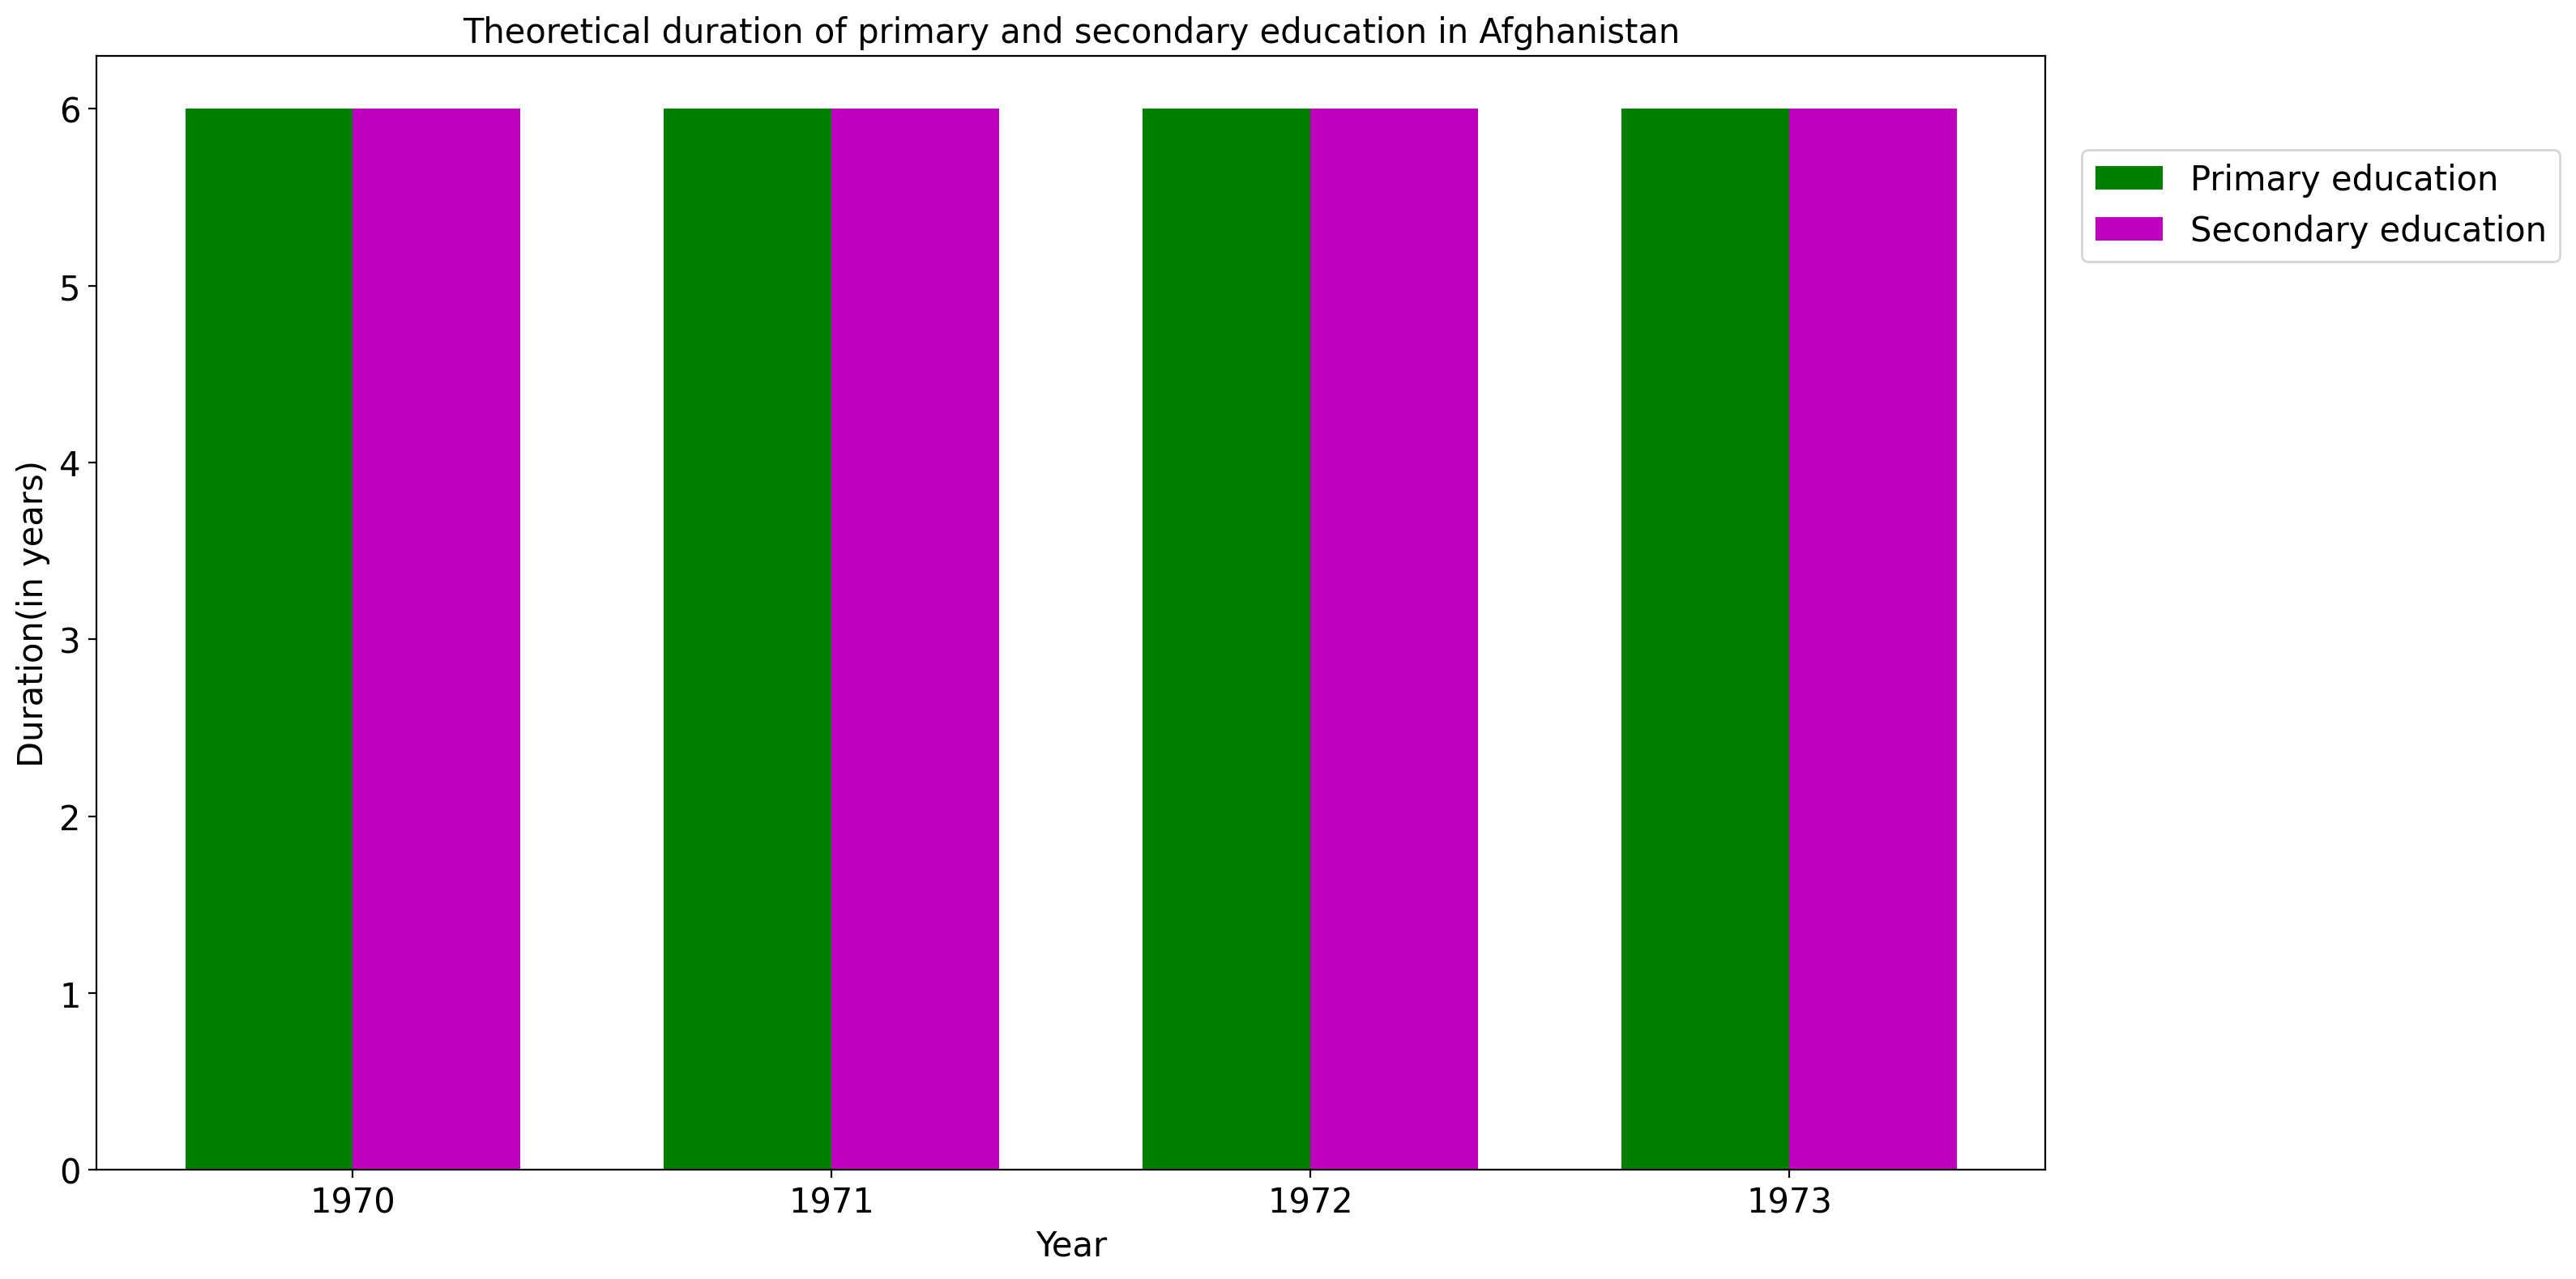 Theoretical duration of primary and secondary education in Afghanistan
Duration(in years)
6
5
4
3
2
1
0
1970 1971 1972 1973
Year
Primary education
Secondary education